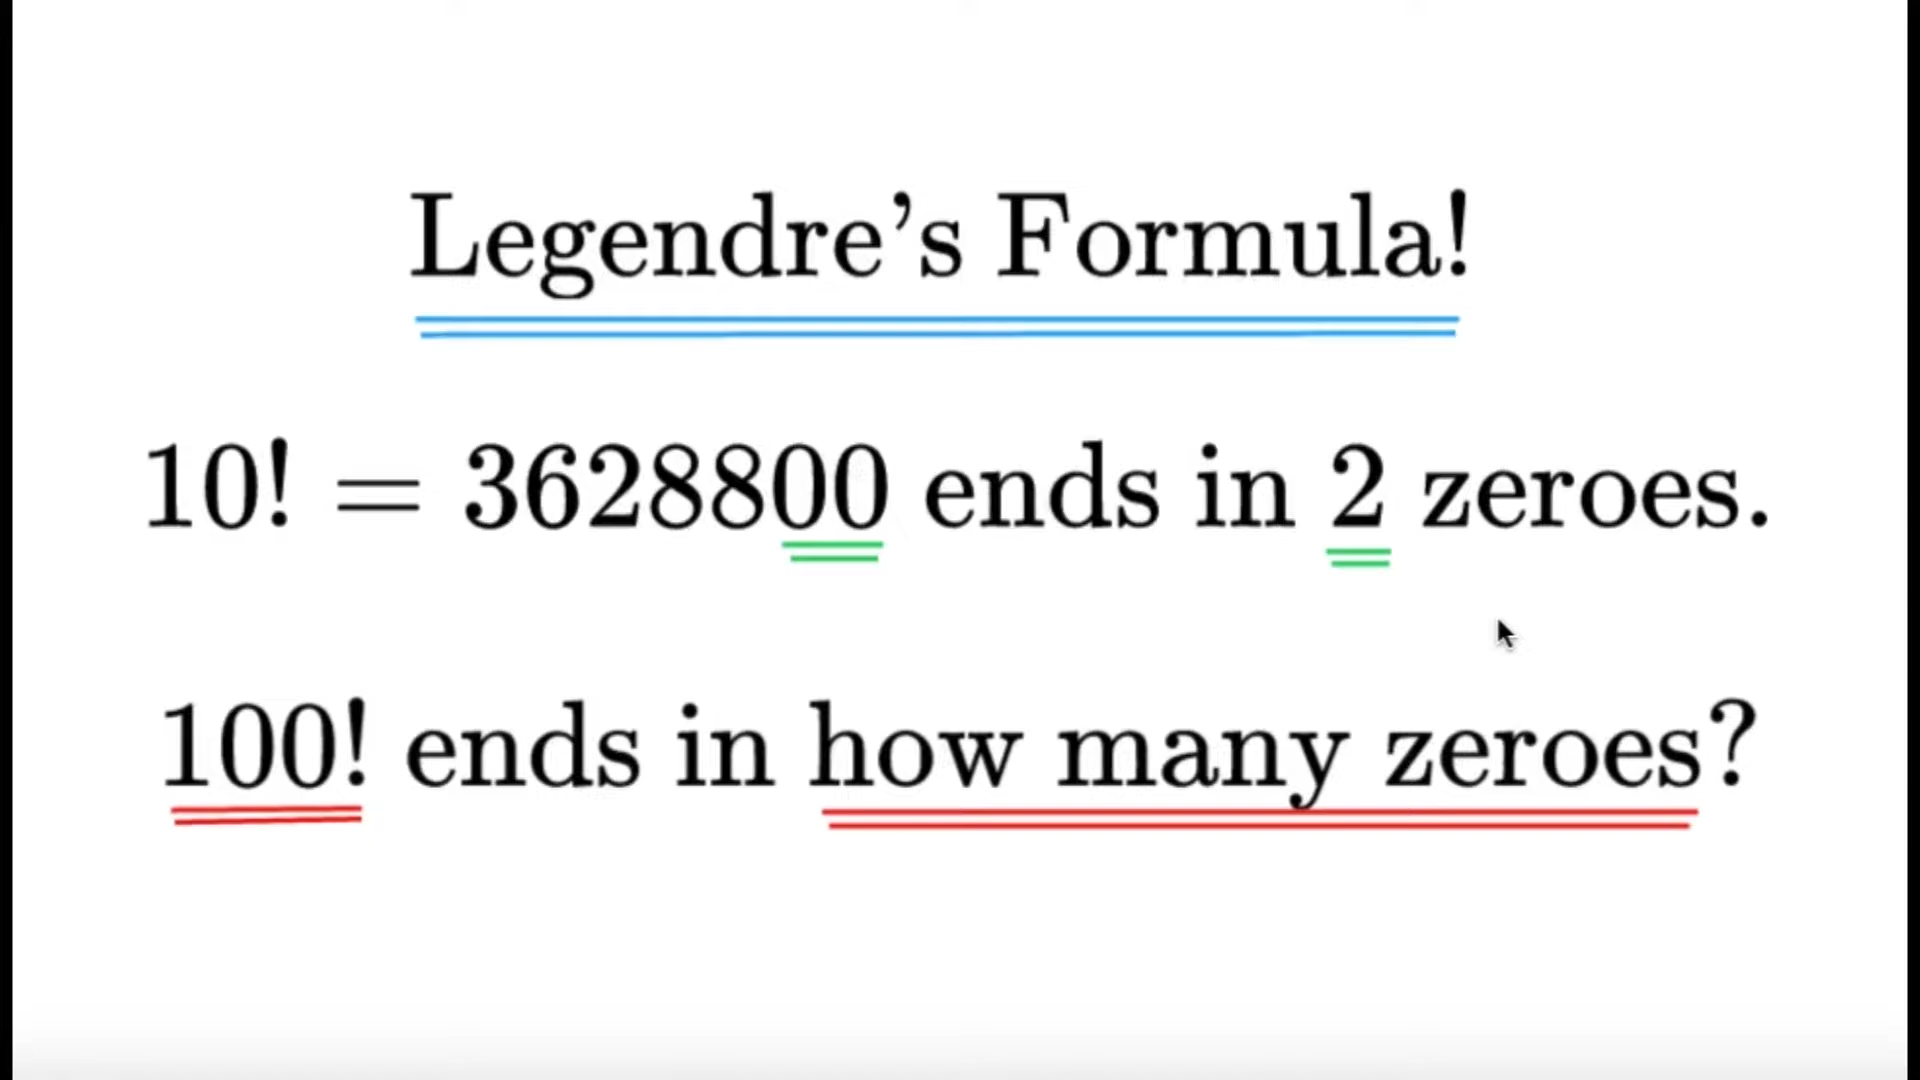 Legendre’s Formula!
10! = 3628800 ends in 2 zeroes.
100! ends in how many zeroes?